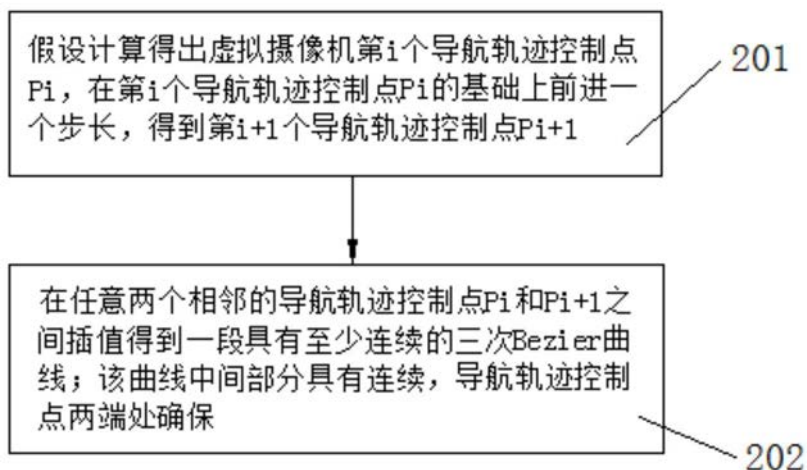 假设计算得出虚拟摄像机第i个导航轨迹控制点
Pi，在第i个导航轨迹控制点Pi的基础上前进一
个步长，得到第i+1个导航轨迹控制点Pi+1
201
在任意两个相邻的导航轨迹控制点Pi和Pi+1之
间插值得到一段具有至少连续的三次Bezier曲
线；该曲线中间部分具有连续，导航轨迹控制
点两端处确保
202